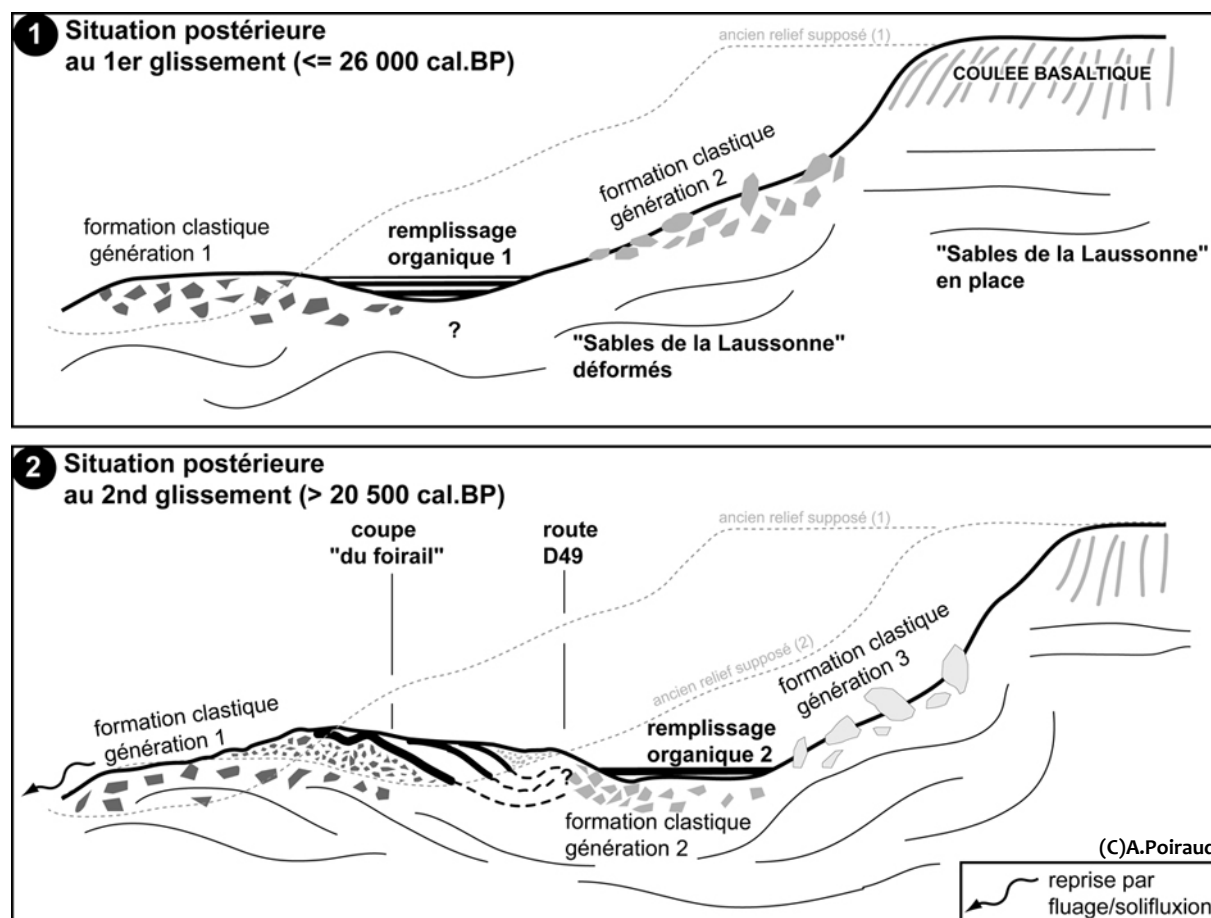 1 Situation postérieure
au 1er glissement (<= 26 000 cal.BP)
ancien relief supposé (1)
COULEE BASALTIQUE
formation clastique
génération 2
formation clastique
génération 1
remplissage
organique 1
"Sables de la Laussonne"
en place
?
"Sables de la Laussonne"
déformés
2 Situation postérieure
au 2nd glissement (> 20 500 cal.BP)
ancien relief supposé (1)
coupe
"du foirail"
route
D49
ancien relief supposé (2)
formation clastique
génération 3
formation clastique
génération 1
remplissage
organique 2
?
formation clastique
génération 2
(C)A.Poiraud
reprise par
fluage/solifluxion